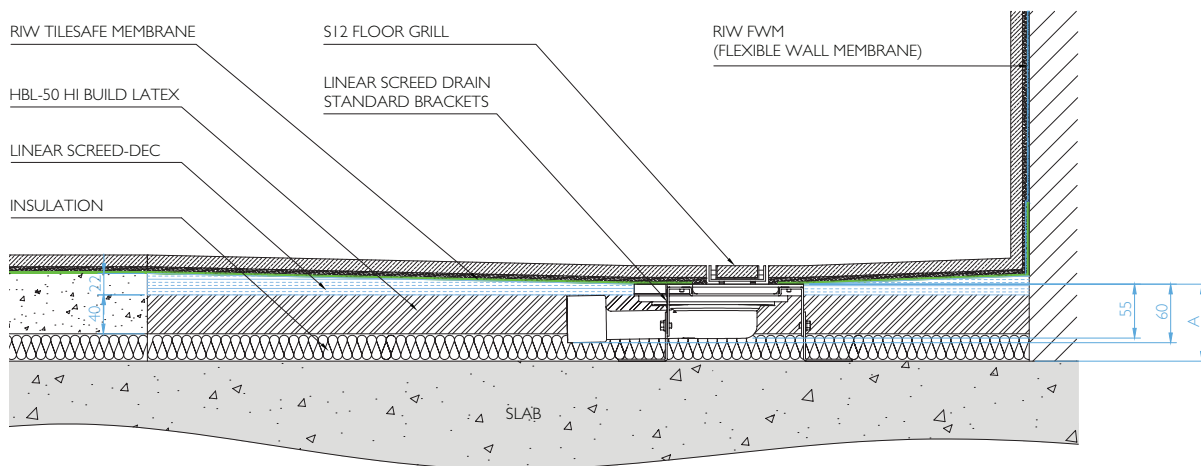 RIW TILESAFE MEMBRANE
S12 FLOOR GRILL
RIW FWM
(FLEXIBLE WALL MEMBRANE)
HBL-50 HI BUILD LATEX
LINEAR SCREED DRAIN
STANDARD BRACKETS
LINEAR SCREED-DEC
INSULATION
22
40
55
60
A
SLAB